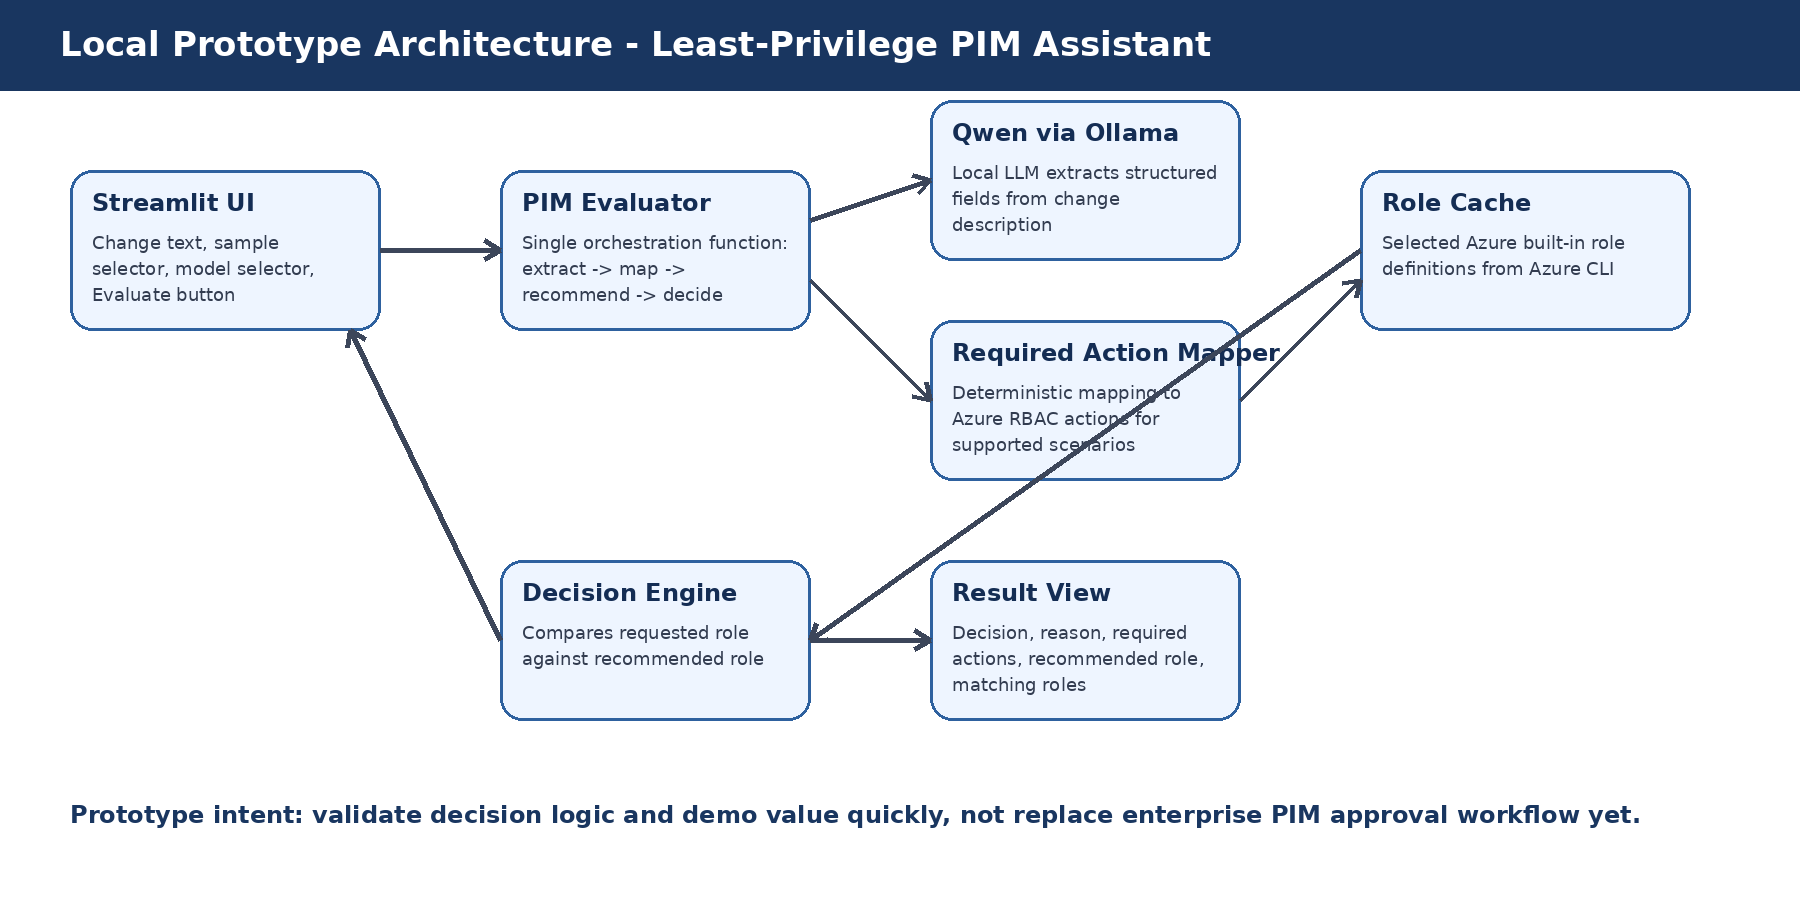 Local Prototype Architecture - Least-Privilege PIM Assistant
Qwen via Ollama
Local LLM extracts structured
fields from change
description
Streamlit UI
Change text, sample
selector, model selector,
Evaluate button
PIM Evaluator
Single orchestration function:
extract -> map ->
recommend -> decide
Role Cache
Selected Azure built-in role
definitions from Azure CLI
Required Action Mapper
Deterministic mapping to
Azure RBAC actions for
supported scenarios
Decision Engine
Compares requested role
against recommended role
Result View
Decision, reason, required
actions, recommended role,
matching roles
Prototype intent: validate decision logic and demo value quickly, not replace enterprise PIM approval workflow yet.